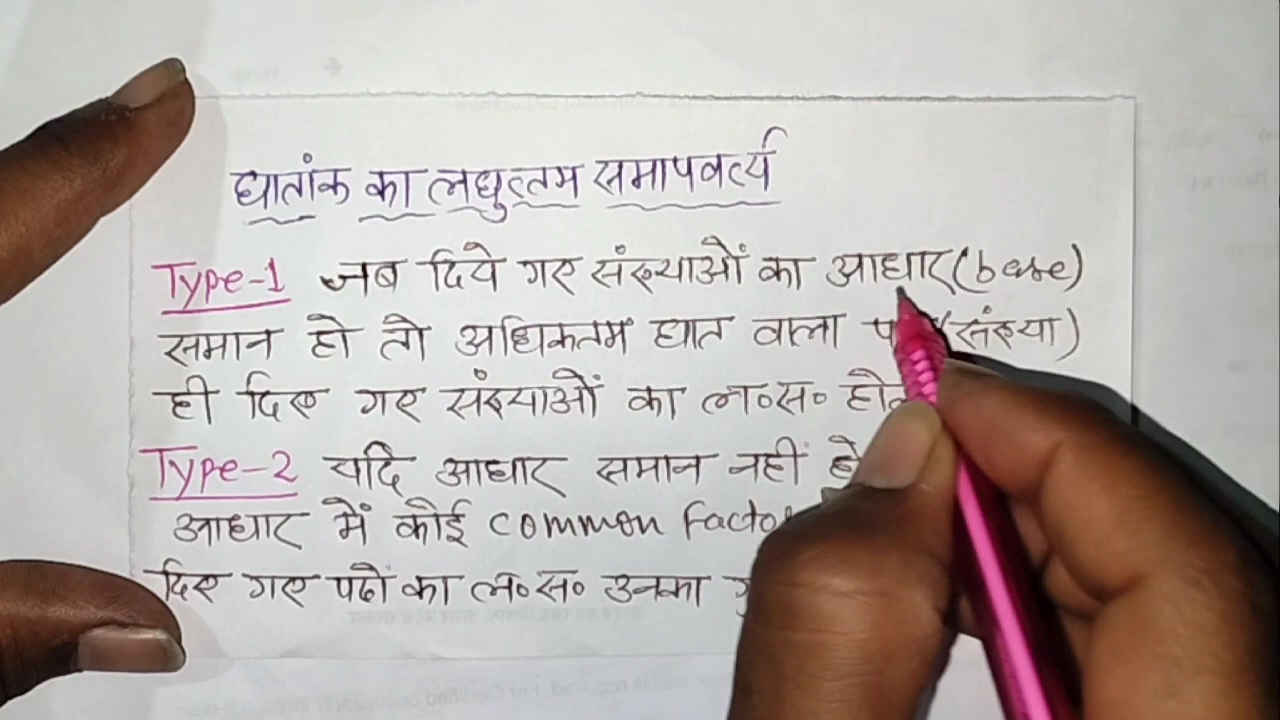 घातांक का लघुत्तम समापवर्त्य
Type-1 जब दिये गए संख्याओं का आधार(base)
समान हो तो अधिकतम घात वाला (संख्या)
ही दिए गए संख्याओं का ल०स०
Type-2 यदि आधार समान नहीं
आधार में कोई common Factor
दिए गए पदों का ल०स० उनका